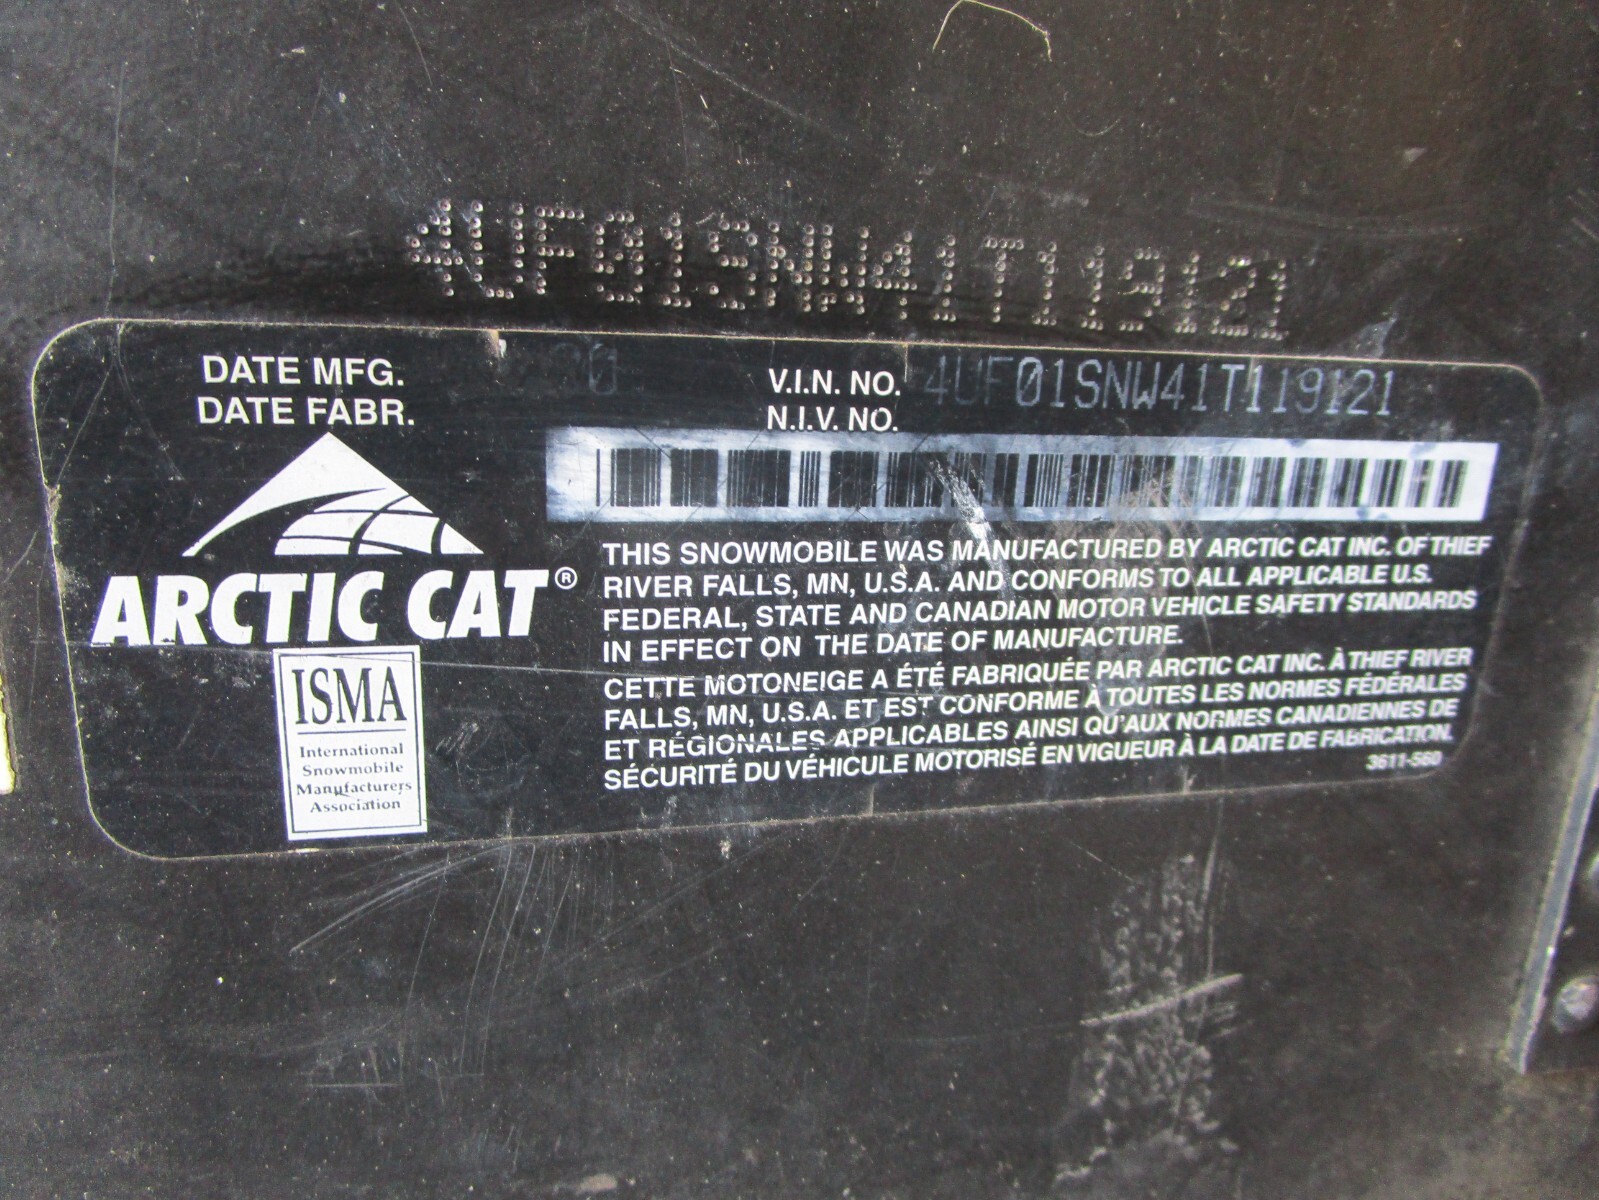 4UF01SNW41T119121
DATE MFG.
DATE FABR.
V.I.N. NO. 4UF01SNW41T119121
N.I.V. NO.
ARCTIC CAT®
ISMA
International
Snowmobile
Manufacturers
Association
THIS SNOWMOBILE WAS MANUFACTURED BY ARCTIC CAT INC. OF THIEF
RIVER FALLS, MN, U.S.A. AND CONFORMS TO ALL APPLICABLE U.S.
FEDERAL, STATE AND CANADIAN MOTOR VEHICLE SAFETY STANDARDS
IN EFFECT ON THE DATE OF MANUFACTURE.
CETTE MOTONEIGE A ÉTÉ FABRIQUÉE PAR ARCTIC CAT INC. À THIEF RIVER
FALLS, MN, U.S.A. ET EST CONFORME À TOUTES LES NORMES FÉDÉRALES
ET RÉGIONALES APPLICABLES AINSI QU'AUX NORMES CANADIENNES DE
SÉCURITÉ DU VÉHICULE MOTORISÉ EN VIGUEUR À LA DATE DE FABRICATION.
3611-560